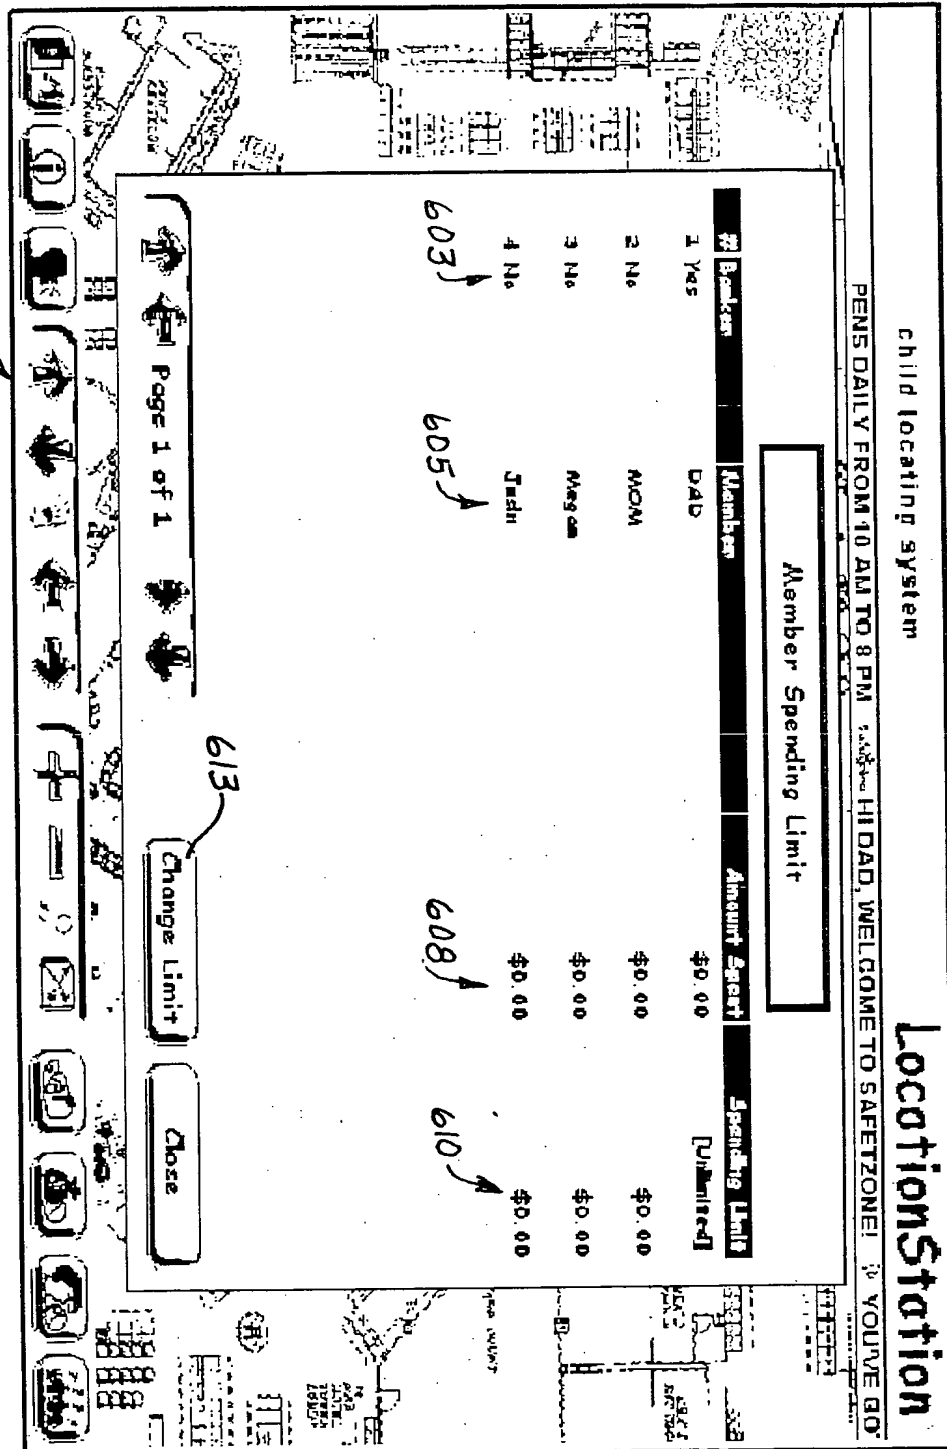 child locating system
LocationStation
PENS DAILY FROM 10 AM TO 8 PM HI DAD, WELCOME TO SAFETZONE! YOU'VE GO
Member Spending Limit
# Member Amount Spent Spending Limit
1 Yes DAD $0.00 [Unlimited]
2 No MOM $0.00 $0.00
3 No Megan $0.00 $0.00
4 No Justin $0.00 $0.00
603 605 608 610
613
Page 1 of 1 Change Limit Close